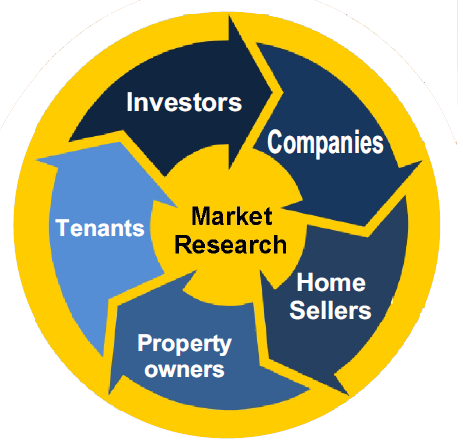 Investors
Companies
Home
Sellers
Property
owners
Tenants
Market
Research